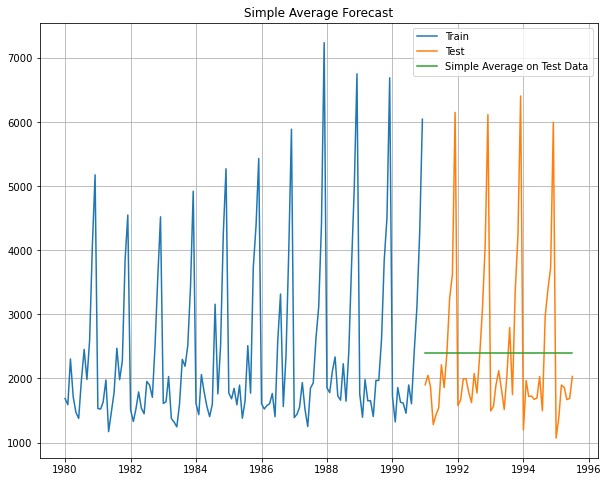 Simple Average Forecast
Train
Test
Simple Average on Test Data
7000
6000
5000
4000
3000
2000
1000
1980 1982 1984 1986 1988 1990 1992 1994 1996